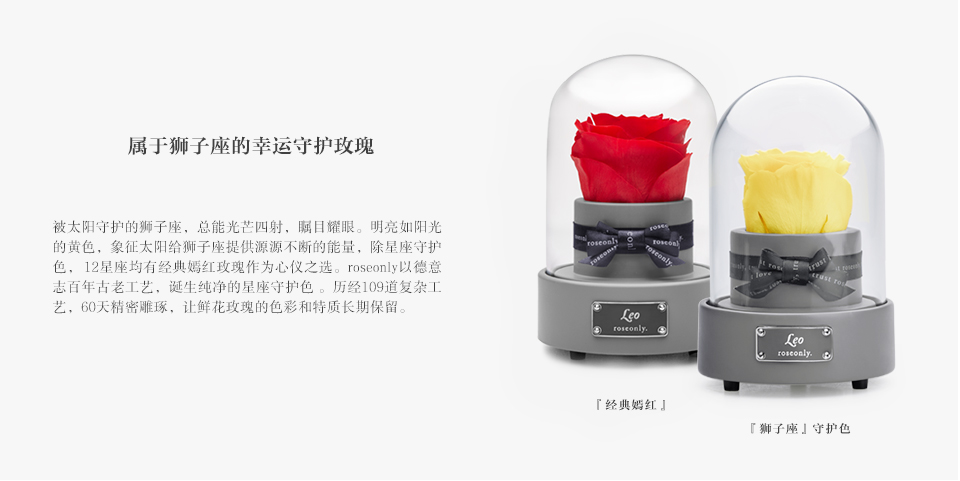 属于狮子座的幸运守护玫瑰
被太阳守护的狮子座，总能光芒四射，瞩目耀眼。明亮如阳光
的黄色，象征太阳给狮子座提供源源不断的能量，除星座守护
色，12星座均有经典嫣红玫瑰作为心仪之选。roseonly以德意
志百年古老工艺，诞生纯净的星座守护色 。历经109道复杂工
艺，60天精密雕琢，让鲜花玫瑰的色彩和特质长期保留。
roseonly.
roseonly.
Leo
roseonly.
trust
love
trust
Leo
roseonly.
『经典嫣红』
『狮子座』守护色